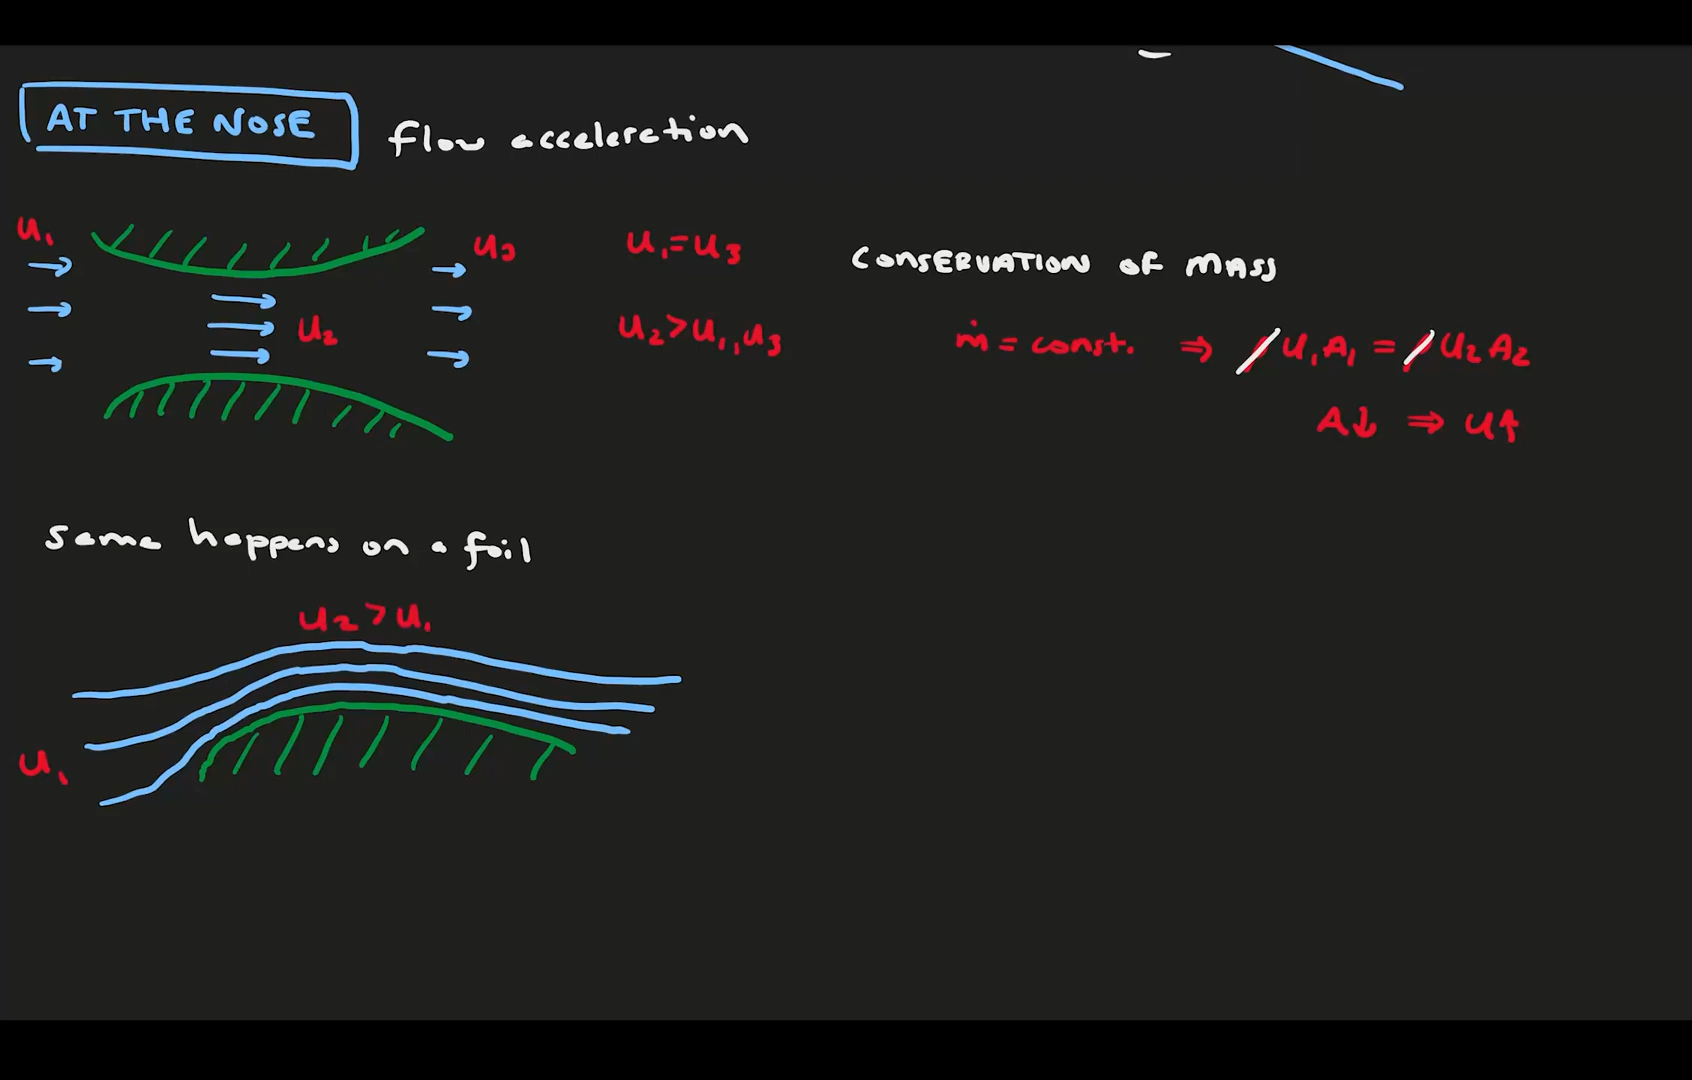 AT THE NOSE flow acceleration
U₁
U₃
U₁=U₃
CONSERVATION OF MASS
U₂
U₂>U₁,U₃
ṁ = const. ⇒ ρU₁A₁ = ρU₂A₂
A↓ ⇒ U↑
same happens on a foil
U₂>U₁
U₁